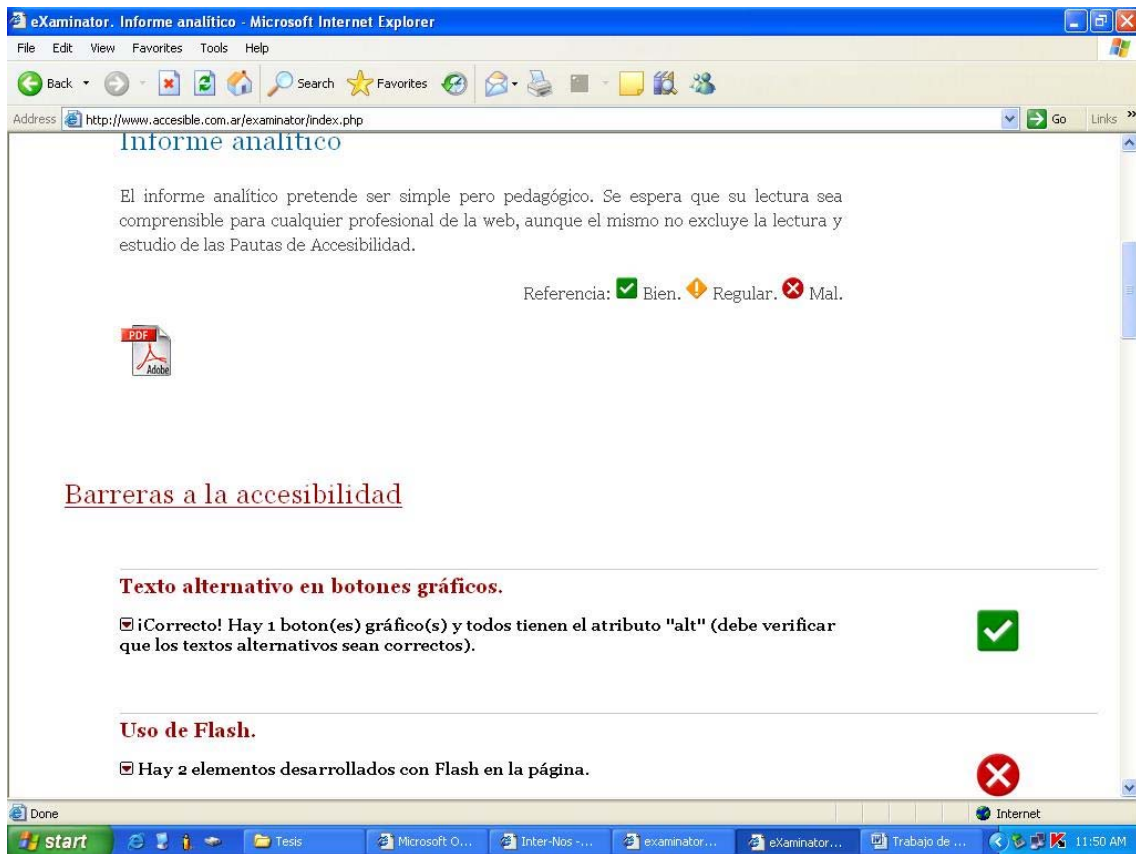 eXaminator. Informe analítico - Microsoft Internet Explorer
File Edit View Favorites Tools Help
Back Search Favorites
Address http://www.accesible.com.ar/examinator/index.php Go Links »
Informe analítico
El informe analítico pretende ser simple pero pedagógico. Se espera que su lectura sea
comprensible para cualquier profesional de la web, aunque el mismo no excluye la lectura y
estudio de las Pautas de Accesibilidad.
Referencia: Bien. Regular. Mal.
PDF
Adobe
Barreras a la accesibilidad
Texto alternativo en botones gráficos.
¡Correcto! Hay 1 boton(es) gráfico(s) y todos tienen el atributo "alt" (debe verificar
que los textos alternativos sean correctos).
Uso de Flash.
Hay 2 elementos desarrollados con Flash en la página.
Done Internet
start Tesis Microsoft O... Inter-Nos -... examinator... eXaminator... Trabajo de ... 11:50 AM